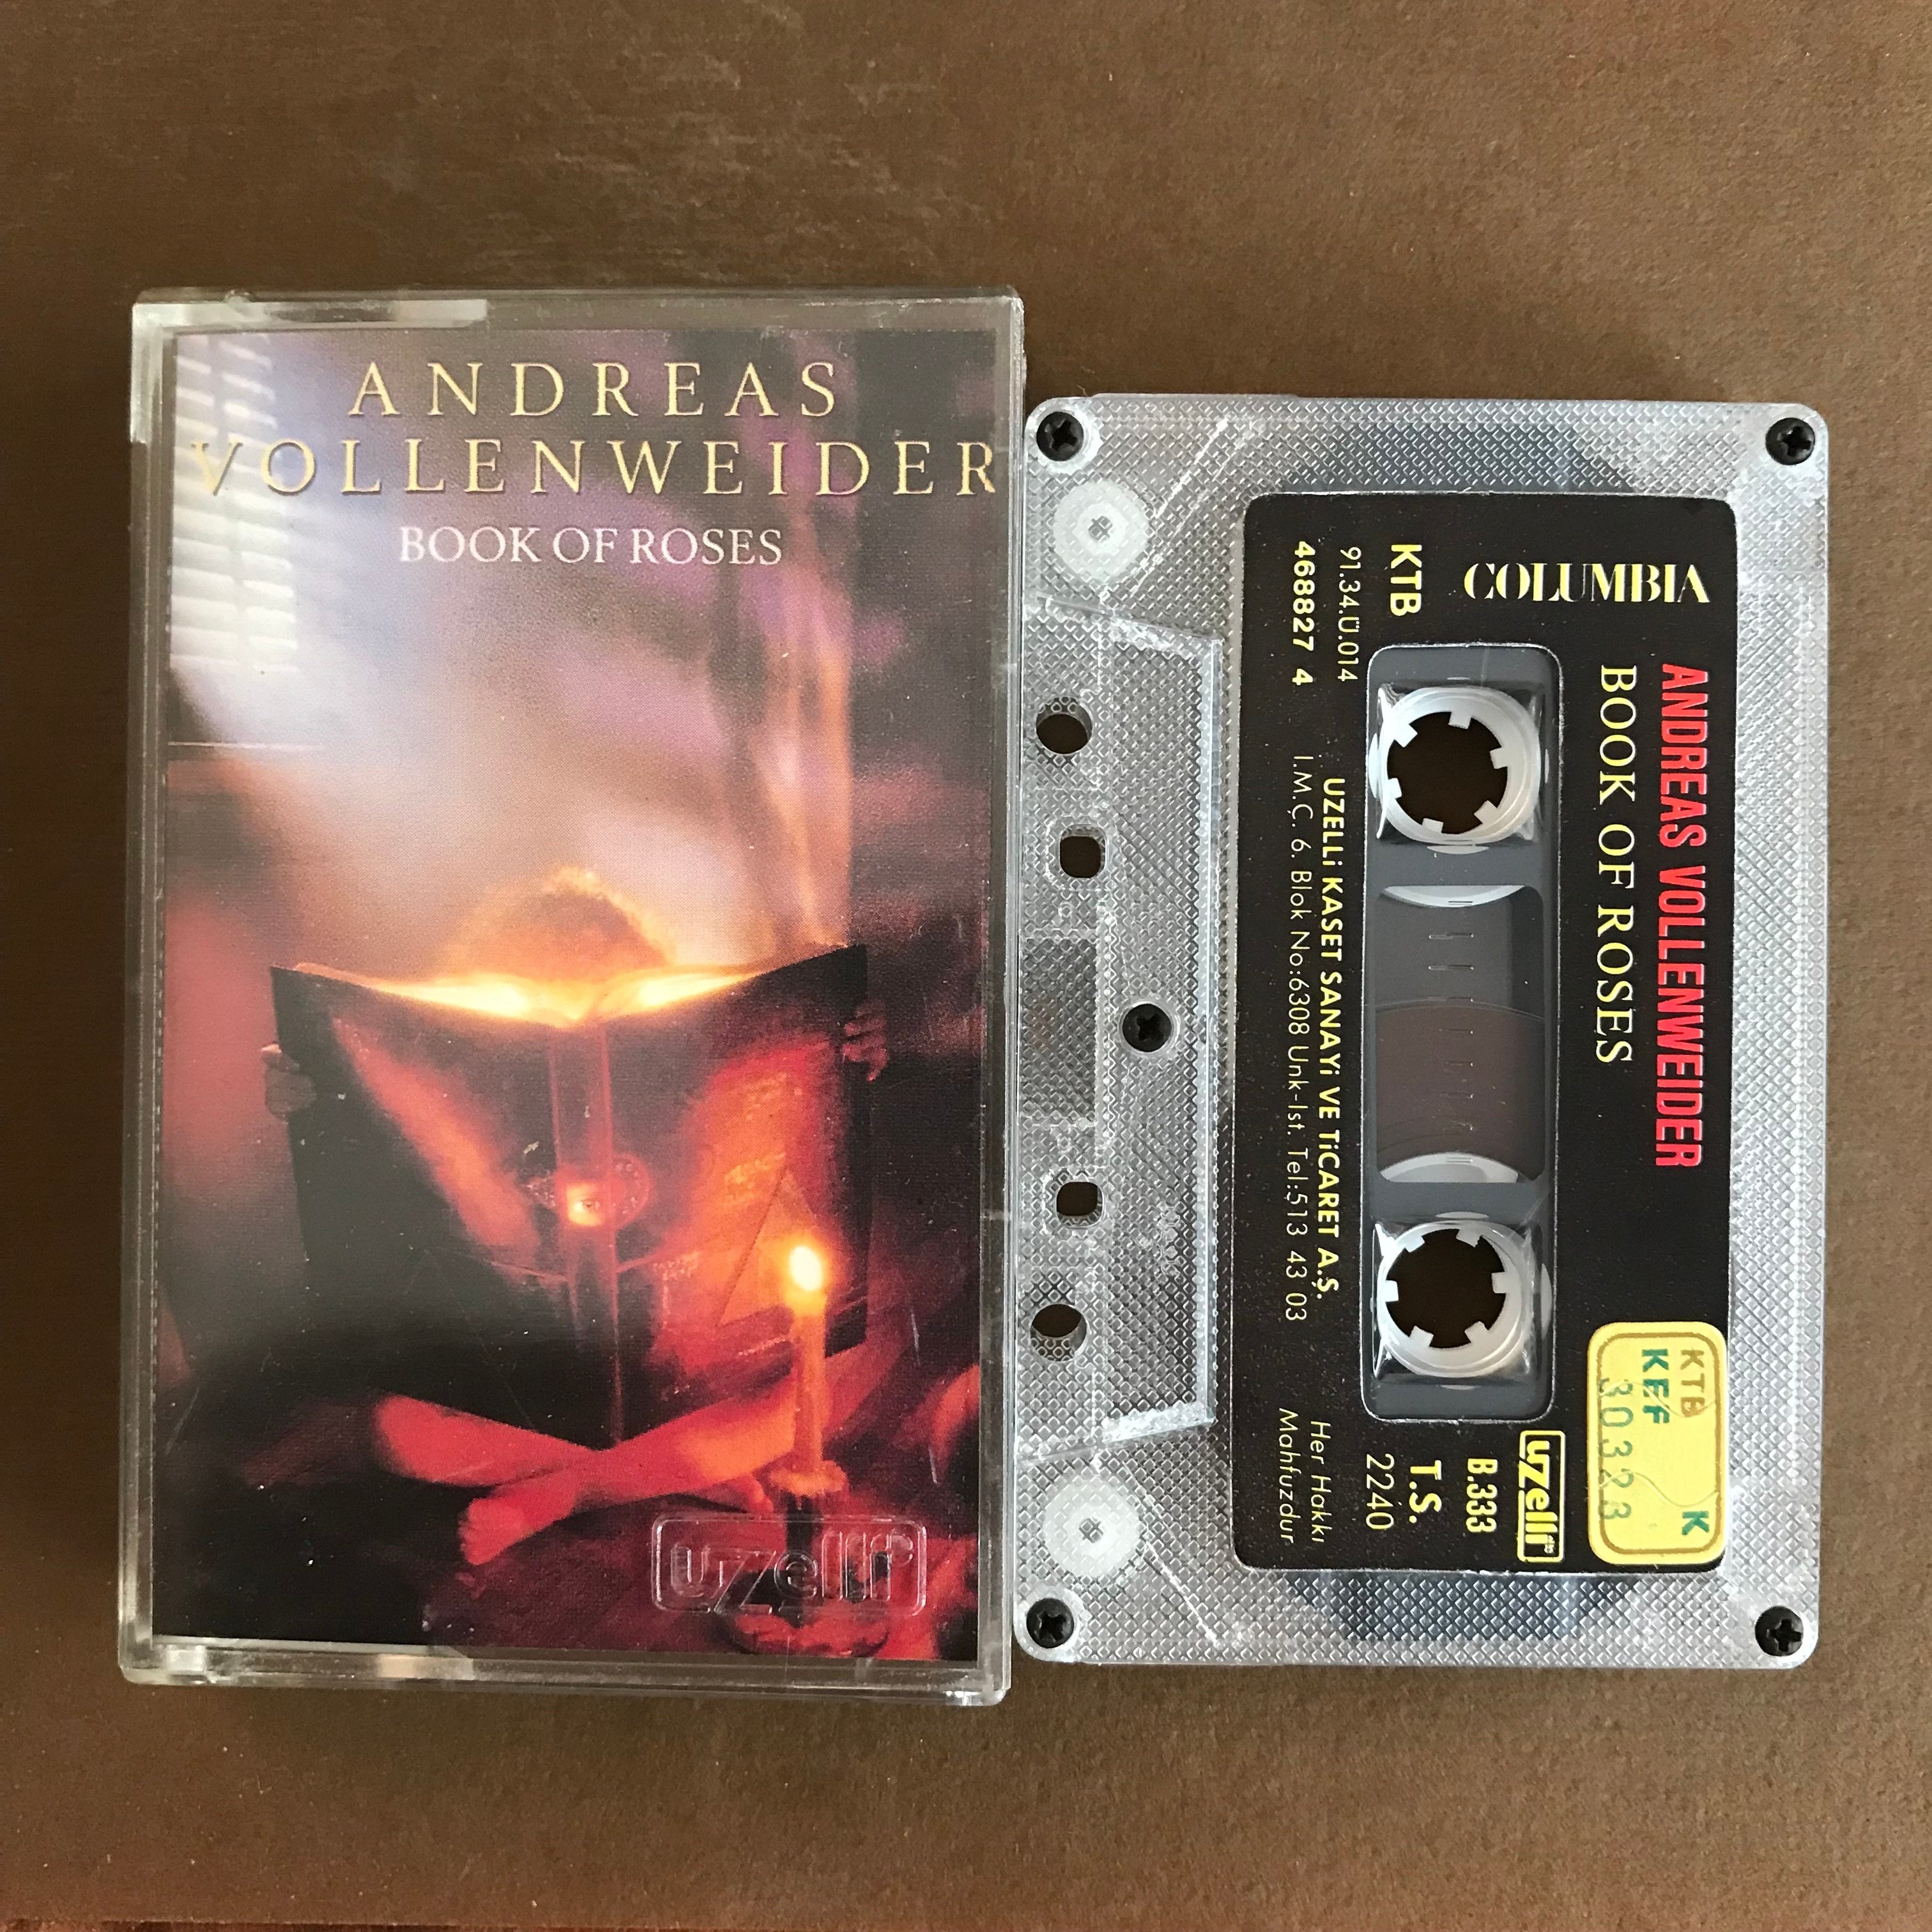 ANDREAS
VOLLENWEIDER
BOOK OF ROSES
uzelli
COLUMBIA
ANDREAS VOLLENWEIDER
BOOK OF ROSES
KTB
91.34.Ü.014
468827 4
UZELLi KASET SANAYi VE TiCARET A.Ş.
I.M.Ç. 6. Blok No:6308 Unk-Ist. Tel:513 43 03
uzelli
B.333
T.S.
2240
Her Hakkı
Mahfuzdur
KTB K
KEF
30323